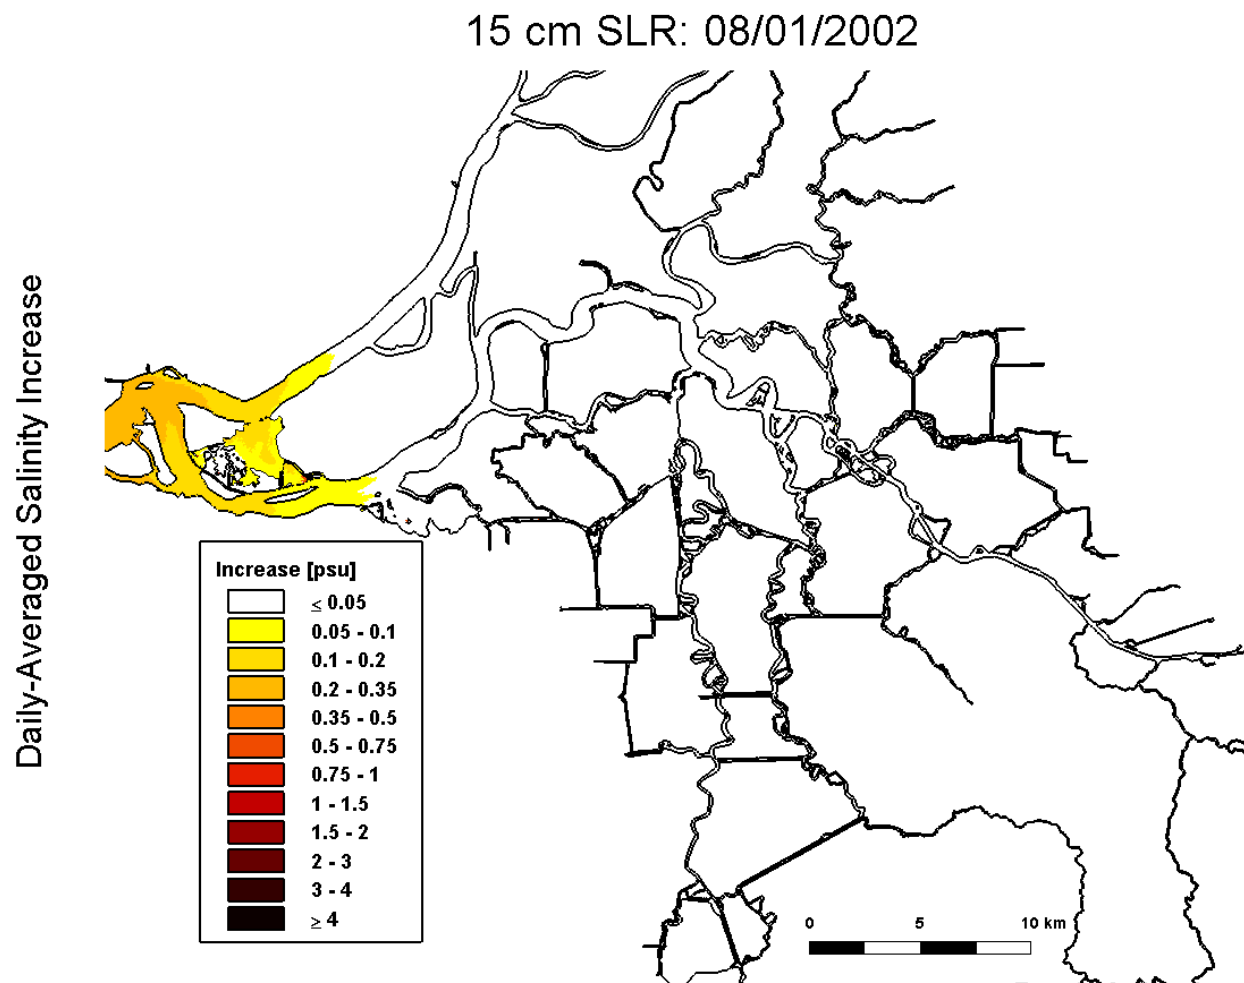 15 cm SLR: 08/01/2002
Daily-Averaged Salinity Increase
Increase [psu]
≤ 0.05
0.05 - 0.1
0.1 - 0.2
0.2 - 0.35
0.35 - 0.5
0.5 - 0.75
0.75 - 1
1 - 1.5
1.5 - 2
2 - 3
3 - 4
≥ 4
0 5 10 km